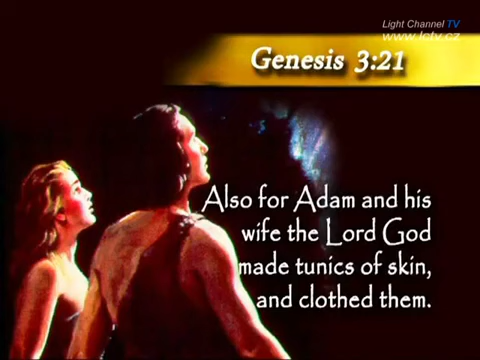 Light Channel TV
www.lctv.cz
Genesis 3:21
Also for Adam and his
wife the Lord God
made tunics of skin,
and clothed them.